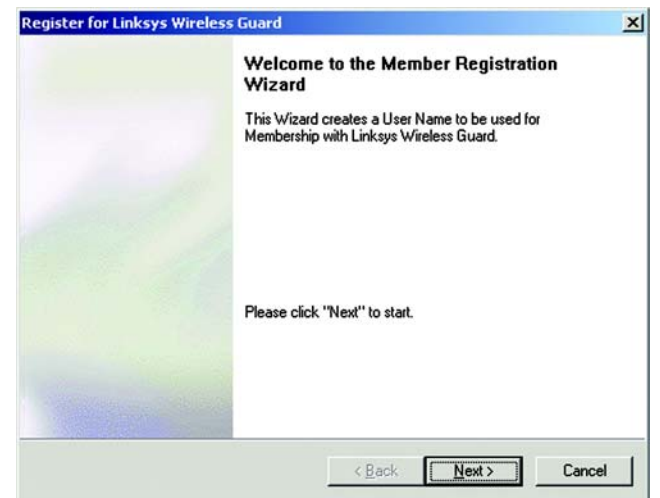 Register for Linksys Wireless Guard
Welcome to the Member Registration
Wizard
This Wizard creates a User Name to be used for
Membership with Linksys Wireless Guard.
Please click "Next" to start.
< Back
Next >
Cancel